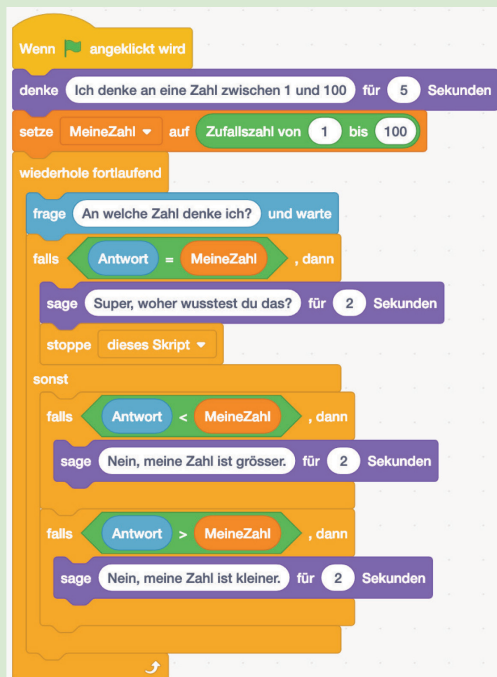 Wenn angeklickt wird
denke Ich denke an eine Zahl zwischen 1 und 100 für 5 Sekunden
setze MeineZahl auf Zufallszahl von 1 bis 100
wiederhole fortlaufend
frage An welche Zahl denke ich? und warte
falls Antwort = MeineZahl , dann
sage Super, woher wusstest du das? für 2 Sekunden
stoppe dieses Skript
sonst
falls Antwort < MeineZahl , dann
sage Nein, meine Zahl ist grösser. für 2 Sekunden
falls Antwort > MeineZahl , dann
sage Nein, meine Zahl ist kleiner. für 2 Sekunden